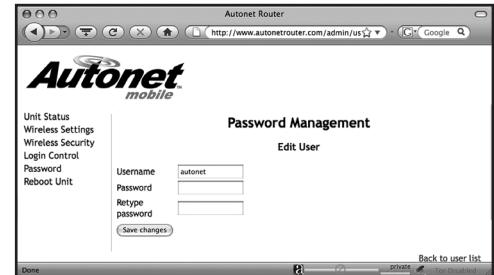 Autonet Router
http://www.autonetrouter.com/admin/us
Google
Autonet
mobile
Unit Status
Wireless Settings
Wireless Security
Login Control
Password
Reboot Unit
Password Management
Edit User
Username autonet
Password
Retype
password
Save changes
Back to user list
Done
private
Tor Disabled